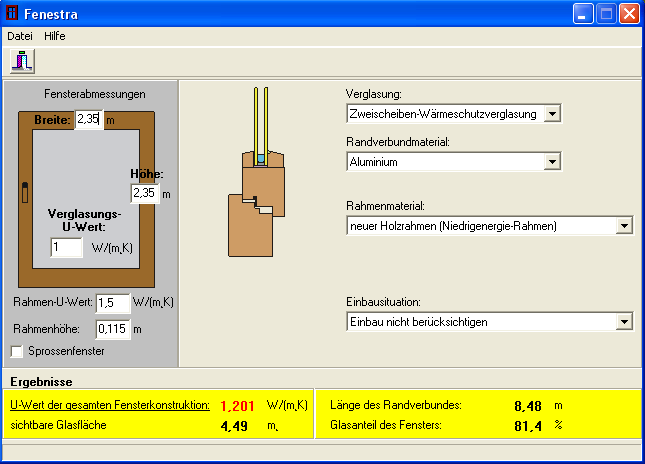 Fenestra
Datei Hilfe
Fensterabmessungen
Breite: 2,35 m
Höhe:
2,35 m
Verglasungs-
U-Wert:
1 W/(m,K)
Rahmen-U-Wert: 1,5 W/(m,K)
Rahmenhöhe: 0,115 m
Sprossenfenster
Verglasung:
Zweischeiben-Wärmeschutzverglasung
Randverbundmaterial:
Aluminium
Rahmenmaterial:
neuer Holzrahmen (Niedrigenergie-Rahmen)
Einbausituation:
Einbau nicht berücksichtigen
Ergebnisse
U-Wert der gesamten Fensterkonstruktion: 1,201 W/(m,K)
sichtbare Glasfläche 4,49 m,
Länge des Randverbundes: 8,48 m
Glasanteil des Fensters: 81,4 %